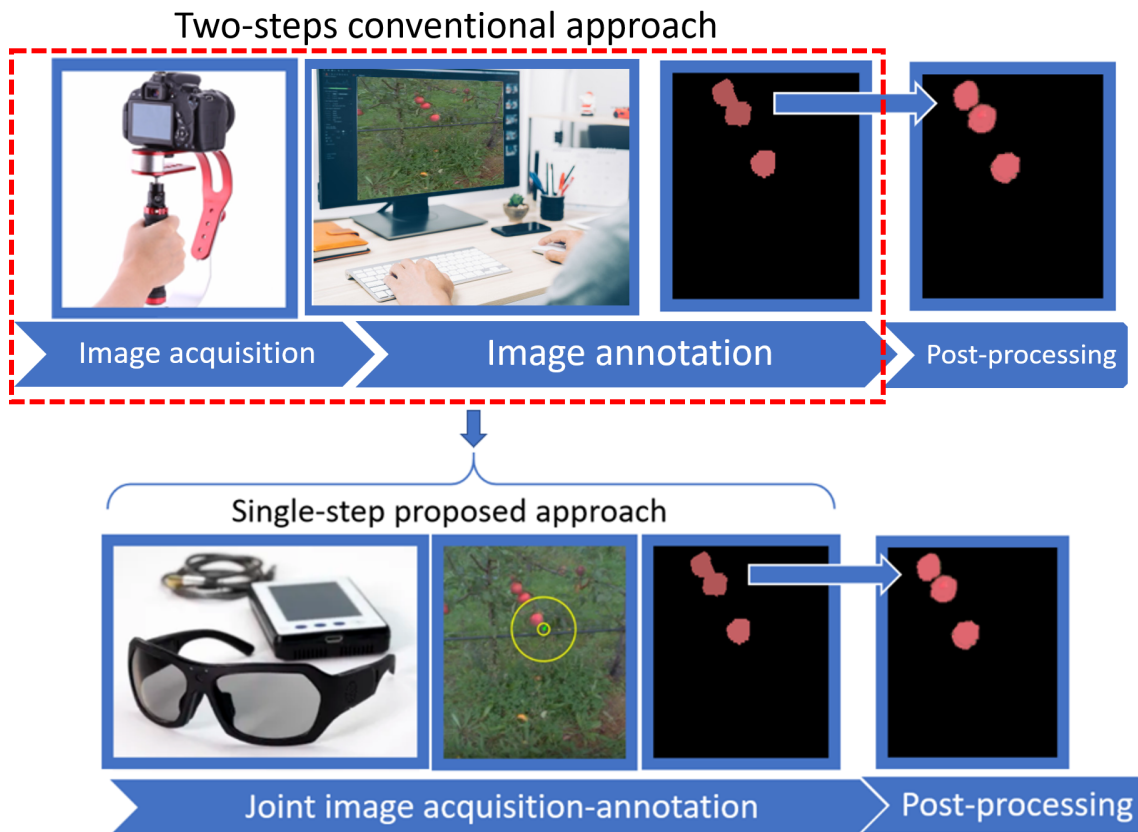 Two-steps conventional approach
Image acquisition
Image annotation
Post-processing
Single-step proposed approach
Joint image acquisition-annotation
Post-processing